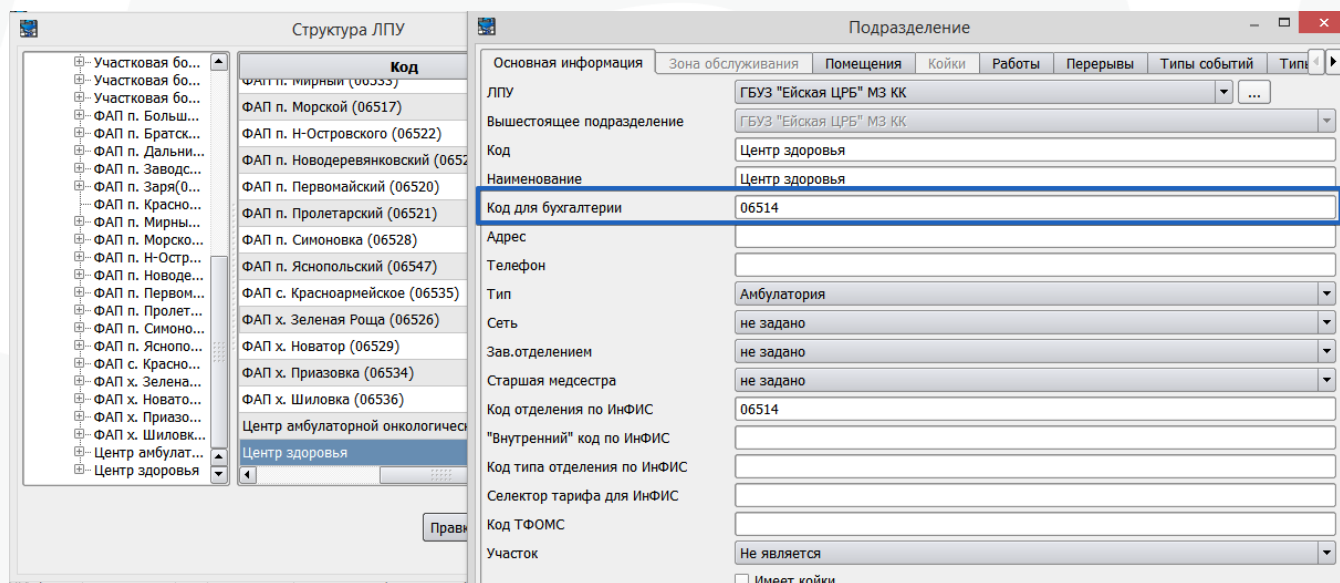 Структура ЛПУ
Участковая бо...
Участковая бо...
Участковая бо...
ФАП п. Больш...
ФАП п. Братск...
ФАП п. Дальни...
ФАП п. Заводс...
ФАП п. Заря(0...
ФАП п. Красно...
ФАП п. Мирны...
ФАП п. Морско...
ФАП п. Н-Остр...
ФАП п. Новоде...
ФАП п. Первом...
ФАП п. Пролет...
ФАП п. Симоно...
ФАП п. Яснопо...
ФАП с. Красно...
ФАП х. Зелена...
ФАП х. Новато...
ФАП х. Приазо...
ФАП х. Шиловк...
Центр амбулат...
Центр здоровья
Код
ФАП п. Мирный (06533)
ФАП п. Морской (06517)
ФАП п. Н-Островского (06522)
ФАП п. Новодеревянковский (0652
ФАП п. Первомайский (06520)
ФАП п. Пролетарский (06521)
ФАП п. Симоновка (06528)
ФАП п. Яснопольский (06547)
ФАП с. Красноармейское (06535)
ФАП х. Зеленая Роща (06526)
ФАП х. Новатор (06529)
ФАП х. Приазовка (06534)
ФАП х. Шиловка (06536)
Центр амбулаторной онкологическ
Центр здоровья
Правк
Подразделение
Основная информация Зона обслуживания Помещения Койки Работы Перерывы Типы событий Типы
ЛПУ ГБУЗ "Ейская ЦРБ" МЗ КК ...
Вышестоящее подразделение ГБУЗ "Ейская ЦРБ" МЗ КК
Код Центр здоровья
Наименование Центр здоровья
Код для бухгалтерии 06514
Адрес
Телефон
Тип Амбулатория
Сеть не задано
Зав.отделением не задано
Старшая медсестра не задано
Код отделения по ИнФИС 06514
"Внутренний" код по ИнФИС
Код типа отделения по ИнФИС
Селектор тарифа для ИнФИС
Код ТФОМС
Участок Не является
Имеет койки